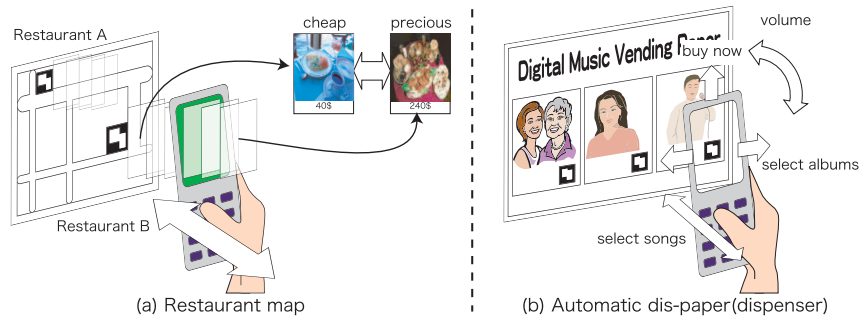 Restaurant A
cheap
precious
40$
240$
Restaurant B
(a) Restaurant map
volume
Digital Music Vending Paper
buy now
select albums
select songs
(b) Automatic dis-paper(dispenser)